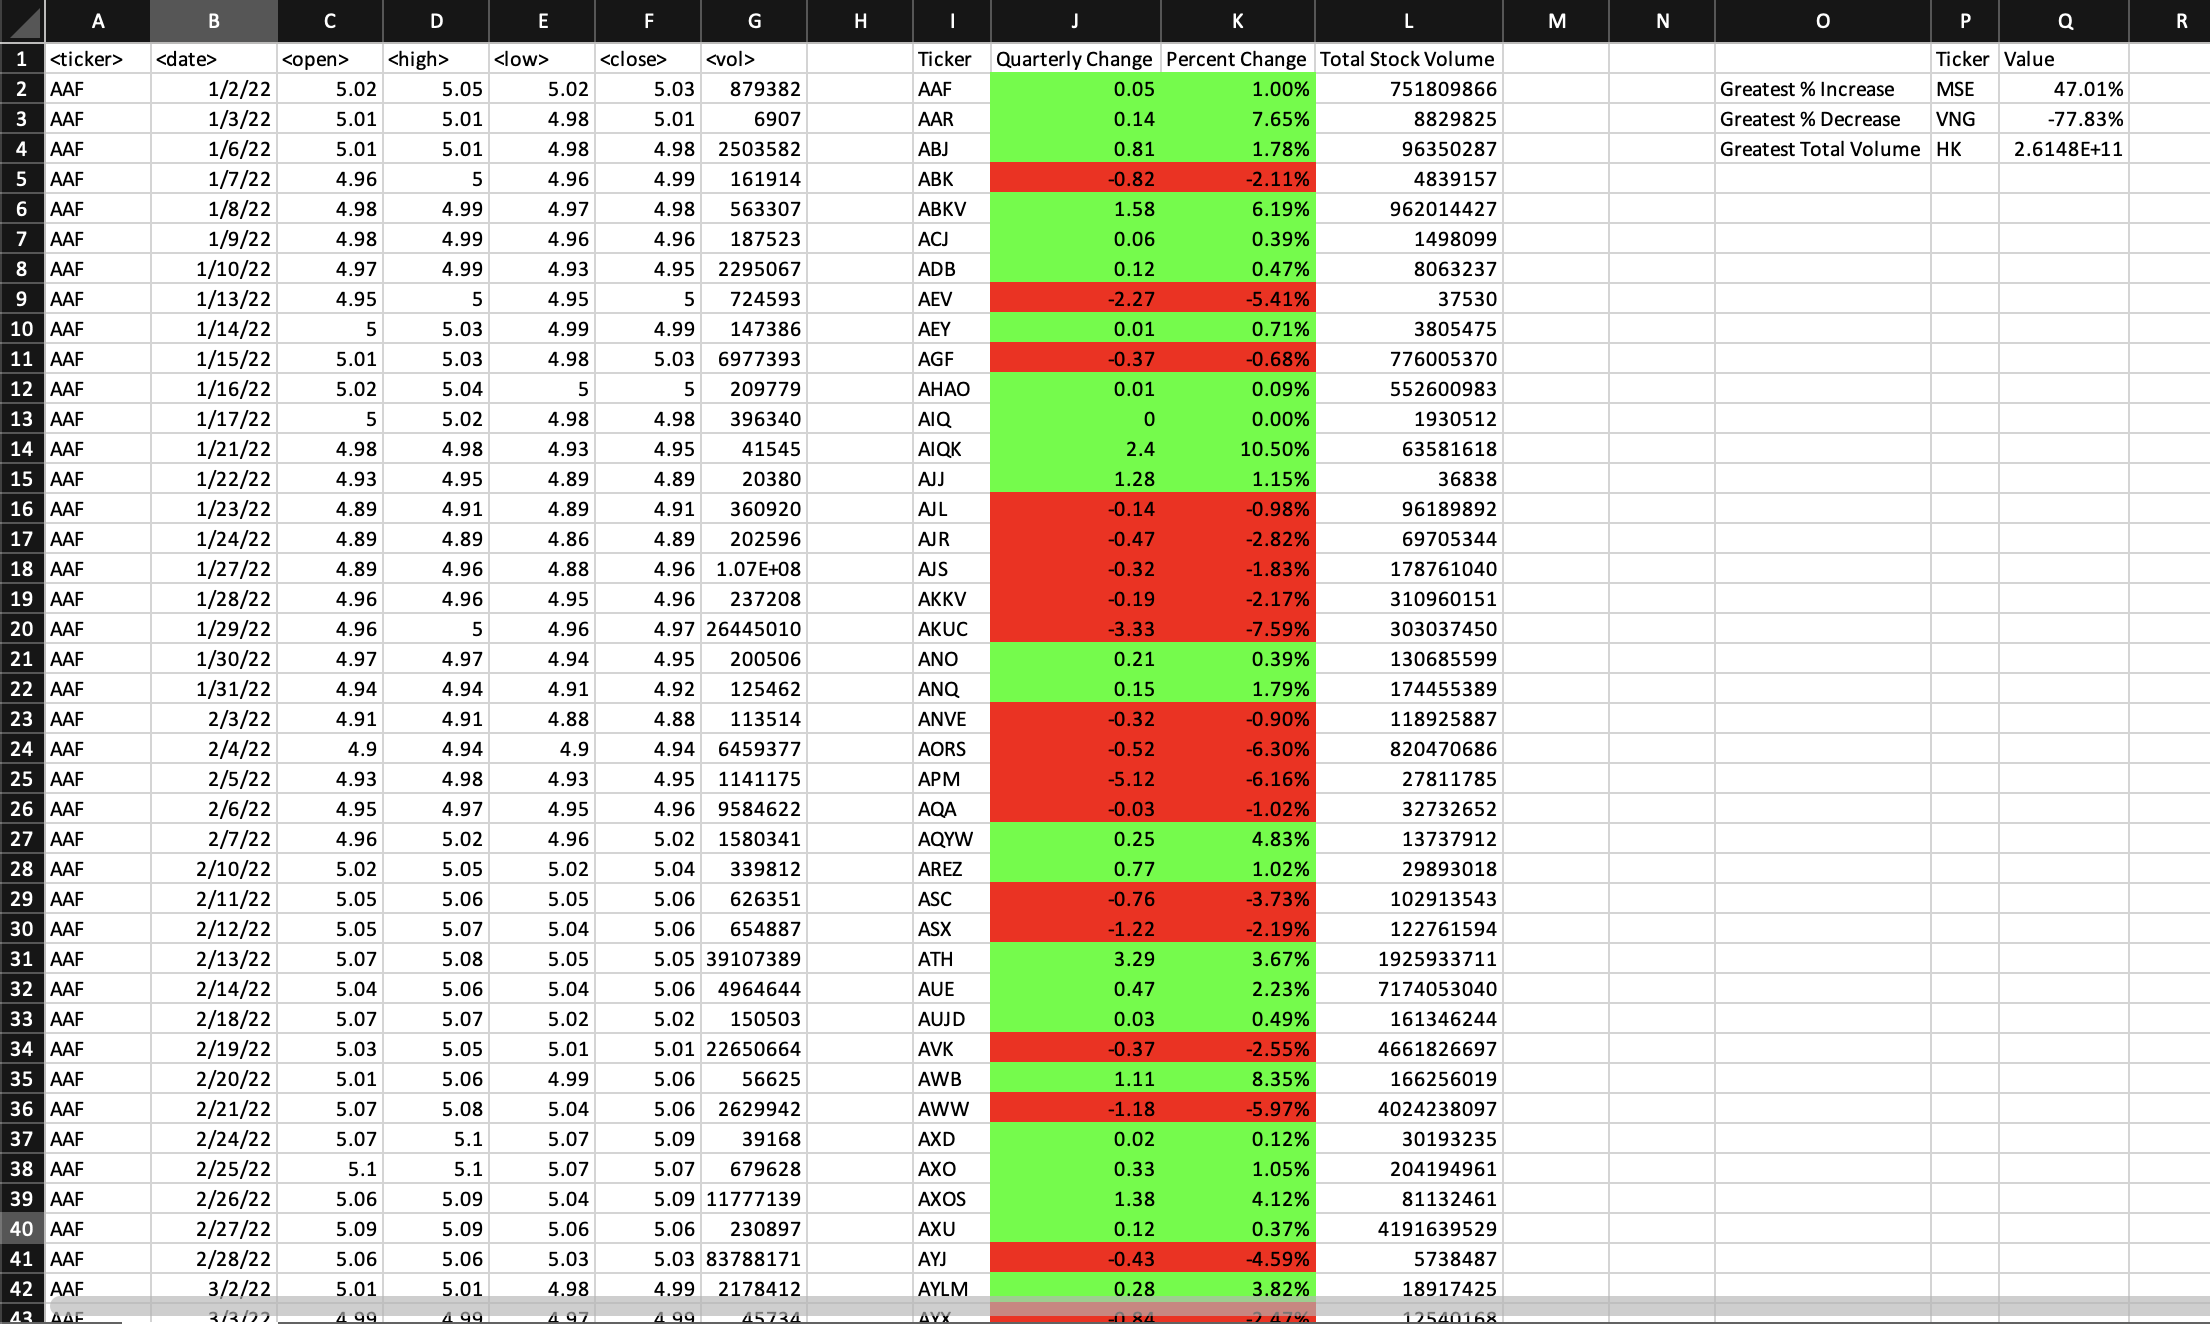 A B C D E F G H I J K L M N O P Q R
1 <ticker> <date> <open> <high> <low> <close> <vol> Ticker Quarterly Change Percent Change Total Stock Volume Ticker Value
2 AAF 1/2/22 5.02 5.05 5.02 5.03 879382 AAF 0.05 1.00% 751809866 Greatest % Increase MSE 47.01%
3 AAF 1/3/22 5.01 5.01 4.98 5.01 6907 AAR 0.14 7.65% 8829825 Greatest % Decrease VNG -77.83%
4 AAF 1/6/22 5.01 5.01 4.98 4.98 2503582 ABJ 0.81 1.78% 96350287 Greatest Total Volume HK 2.6148E+11
5 AAF 1/7/22 4.96 5 4.96 4.99 161914 ABK -0.82 -2.11% 4839157
6 AAF 1/8/22 4.98 4.99 4.97 4.98 563307 ABKV 1.58 6.19% 962014427
7 AAF 1/9/22 4.98 4.99 4.96 4.96 187523 ACJ 0.06 0.39% 1498099
8 AAF 1/10/22 4.97 4.99 4.93 4.95 2295067 ADB 0.12 0.47% 8063237
9 AAF 1/13/22 4.95 5 4.95 5 724593 AEV -2.27 -5.41% 37530
10 AAF 1/14/22 5 5.03 4.99 4.99 147386 AEY 0.01 0.71% 3805475
11 AAF 1/15/22 5.01 5.03 4.98 5.03 6977393 AGF -0.37 -0.68% 776005370
12 AAF 1/16/22 5.02 5.04 5 5 209779 AHAO 0.01 0.09% 552600983
13 AAF 1/17/22 5 5.02 4.98 4.98 396340 AIQ 0 0.00% 1930512
14 AAF 1/21/22 4.98 4.98 4.93 4.95 41545 AIQK 2.4 10.50% 63581618
15 AAF 1/22/22 4.93 4.95 4.89 4.89 20380 AJJ 1.28 1.15% 36838
16 AAF 1/23/22 4.89 4.91 4.89 4.91 360920 AJL -0.14 -0.98% 96189892
17 AAF 1/24/22 4.89 4.89 4.86 4.89 202596 AJR -0.47 -2.82% 69705344
18 AAF 1/27/22 4.89 4.96 4.88 4.96 1.07E+08 AJS -0.32 -1.83% 178761040
19 AAF 1/28/22 4.96 4.96 4.95 4.96 237208 AKKV -0.19 -2.17% 310960151
20 AAF 1/29/22 4.96 5 4.96 4.97 26445010 AKUC -3.33 -7.59% 303037450
21 AAF 1/30/22 4.97 4.97 4.94 4.95 200506 ANO 0.21 0.39% 130685599
22 AAF 1/31/22 4.94 4.94 4.91 4.92 125462 ANQ 0.15 1.79% 174455389
23 AAF 2/3/22 4.91 4.91 4.88 4.88 113514 ANVE -0.32 -0.90% 118925887
24 AAF 2/4/22 4.9 4.94 4.9 4.94 6459377 AORS -0.52 -6.30% 820470686
25 AAF 2/5/22 4.93 4.98 4.93 4.95 1141175 APM -5.12 -6.16% 27811785
26 AAF 2/6/22 4.95 4.97 4.95 4.96 9584622 AQA -0.03 -1.02% 32732652
27 AAF 2/7/22 4.96 5.02 4.96 5.02 1580341 AQYW 0.25 4.83% 13737912
28 AAF 2/10/22 5.02 5.05 5.02 5.04 339812 AREZ 0.77 1.02% 29893018
29 AAF 2/11/22 5.05 5.06 5.05 5.06 626351 ASC -0.76 -3.73% 102913543
30 AAF 2/12/22 5.05 5.07 5.04 5.06 654887 ASX -1.22 -2.19% 122761594
31 AAF 2/13/22 5.07 5.08 5.05 5.05 39107389 ATH 3.29 3.67% 1925933711
32 AAF 2/14/22 5.04 5.06 5.04 5.06 4964644 AUE 0.47 2.23% 7174053040
33 AAF 2/18/22 5.07 5.07 5.02 5.02 150503 AUJD 0.03 0.49% 161346244
34 AAF 2/19/22 5.03 5.05 5.01 5.01 22650664 AVK -0.37 -2.55% 4661826697
35 AAF 2/20/22 5.01 5.06 4.99 5.06 56625 AWB 1.11 8.35% 166256019
36 AAF 2/21/22 5.07 5.08 5.04 5.06 2629942 AWW -1.18 -5.97% 4024238097
37 AAF 2/24/22 5.07 5.1 5.07 5.09 39168 AXD 0.02 0.12% 30193235
38 AAF 2/25/22 5.1 5.1 5.07 5.07 679628 AXO 0.33 1.05% 204194961
39 AAF 2/26/22 5.06 5.09 5.04 5.09 11777139 AXOS 1.38 4.12% 81132461
40 AAF 2/27/22 5.09 5.09 5.06 5.06 230897 AXU 0.12 0.37% 4191639529
41 AAF 2/28/22 5.06 5.06 5.03 5.03 83788171 AYJ -0.43 -4.59% 5738487
42 AAF 3/2/22 5.01 5.01 4.98 4.99 2178412 AYLM 0.28 3.82% 18917425
43 AAF 3/3/22 4.99 4.99 4.97 4.99 45734 AYX -0.84 -2.47% 12540168